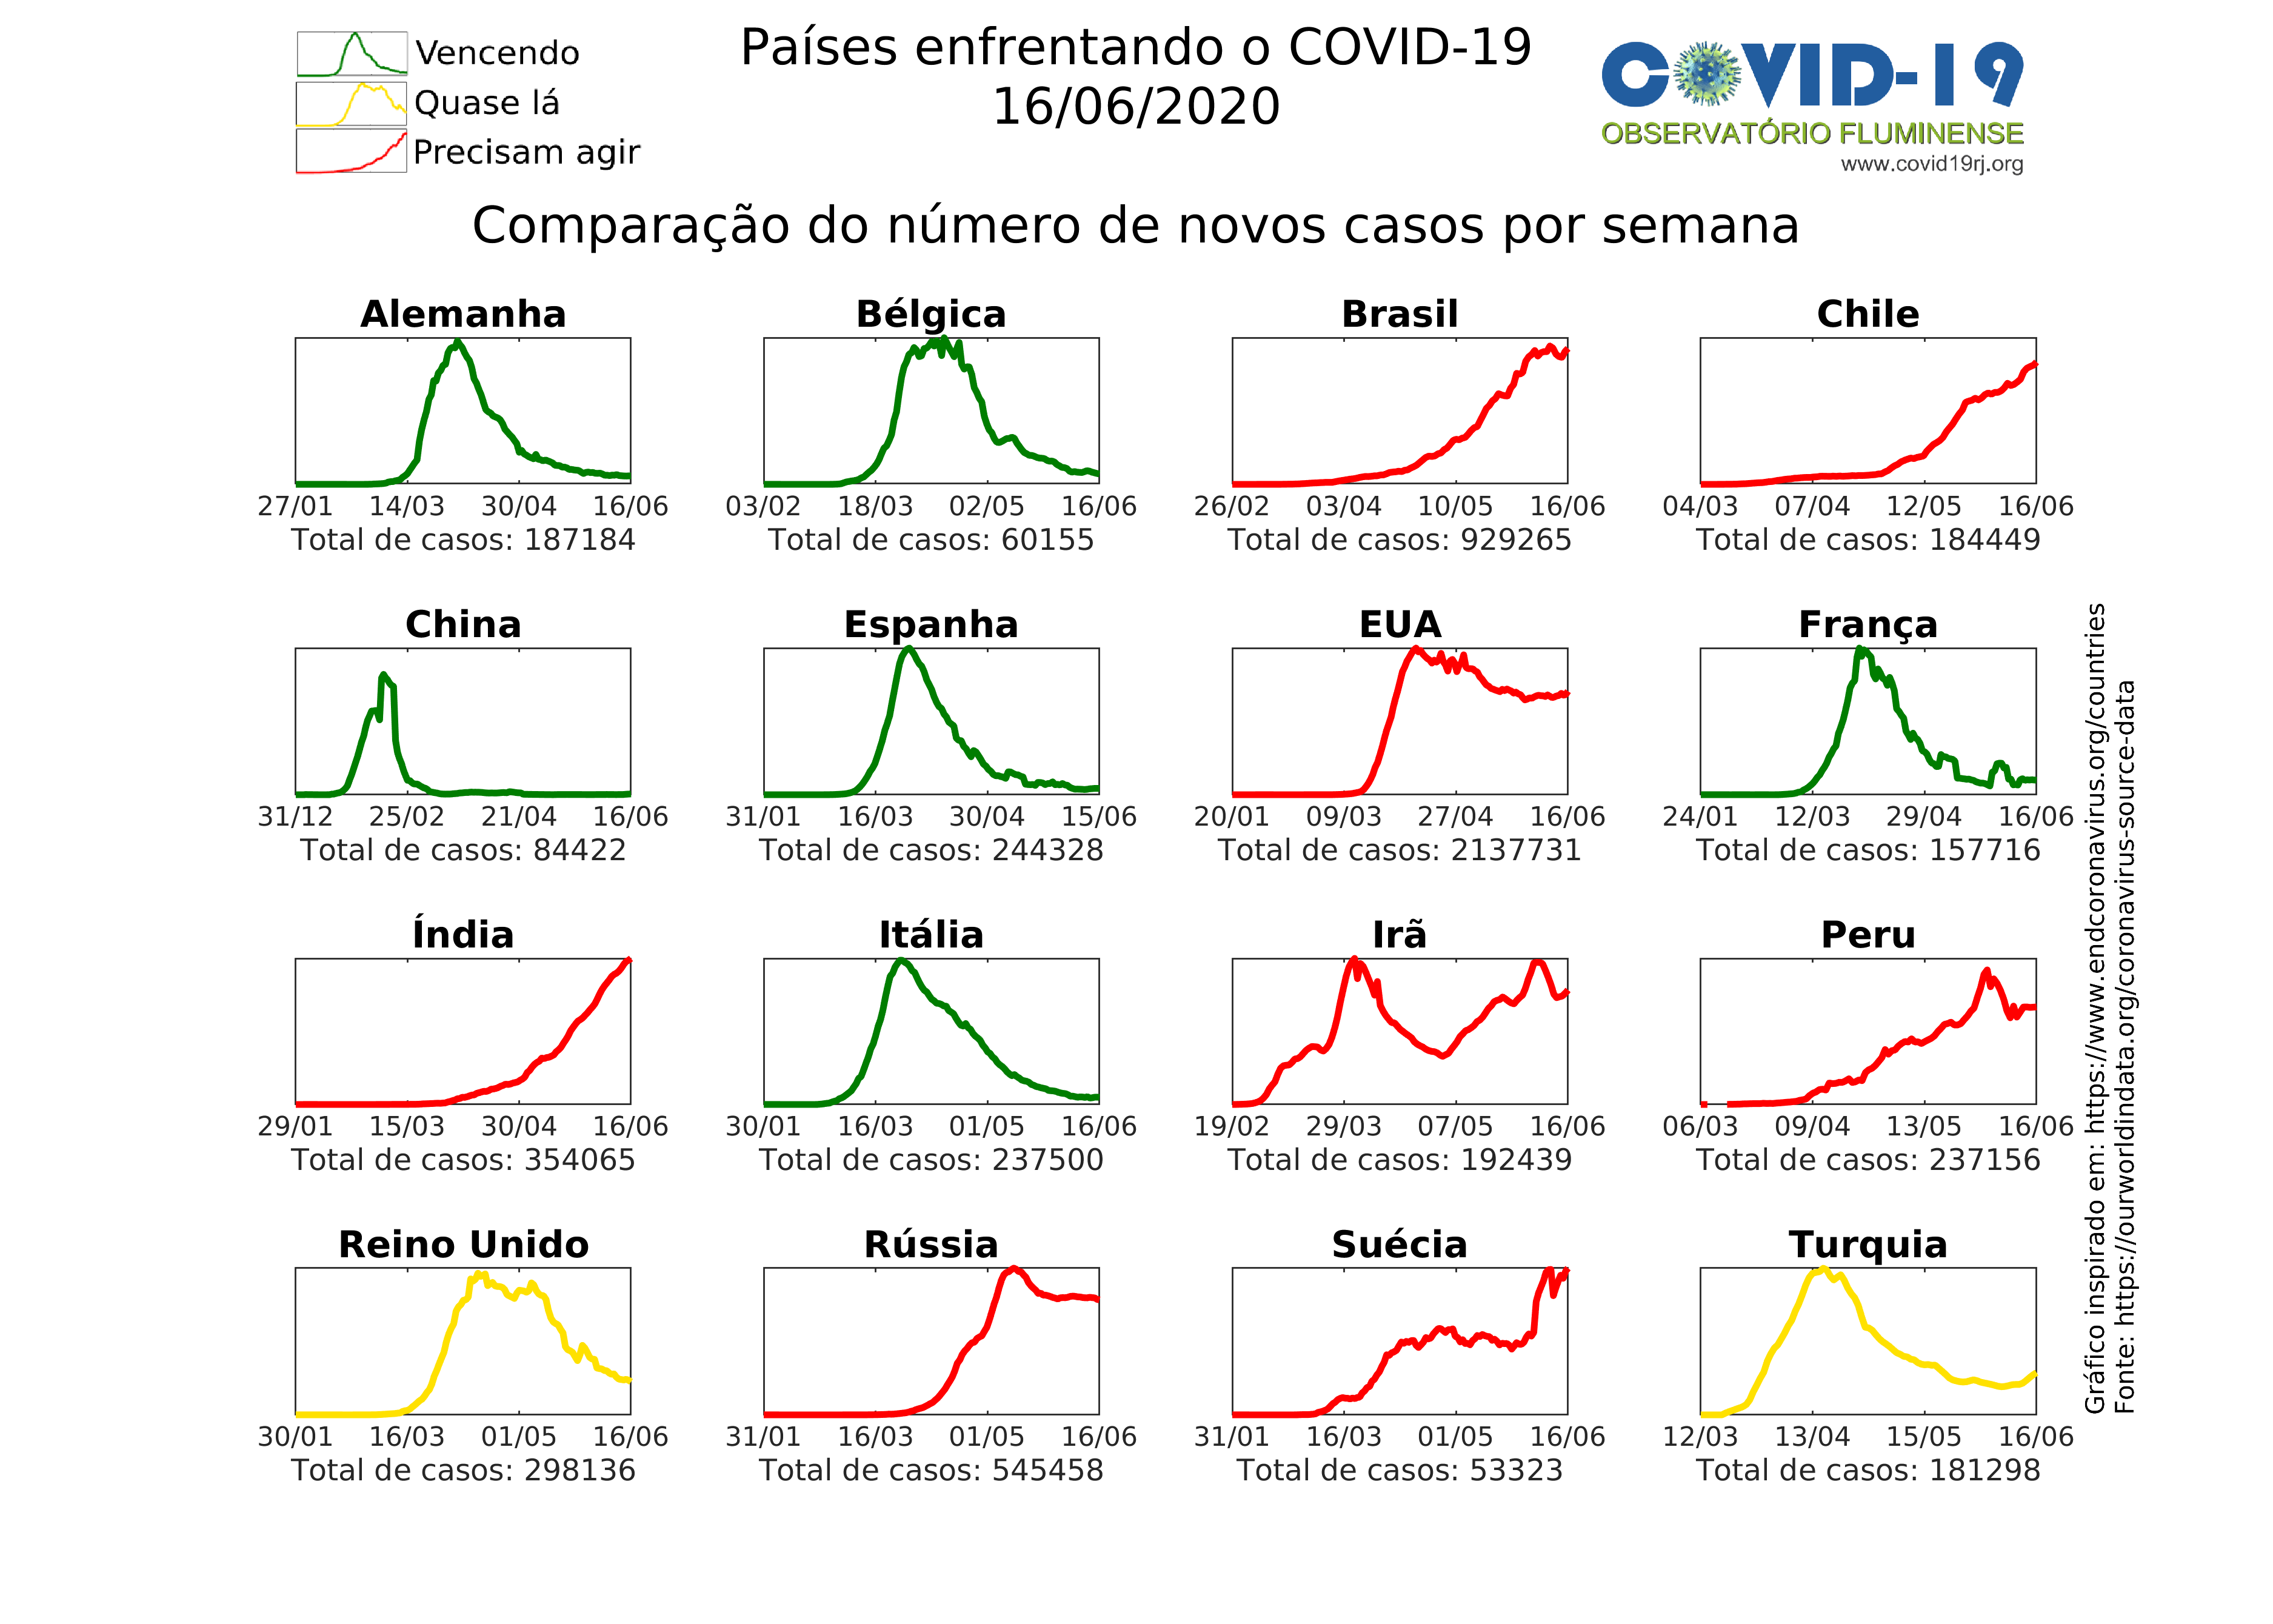 Vencendo
Quase lá
Precisam agir
Países enfrentando o COVID-19
16/06/2020
COVID-19
OBSERVATÓRIO FLUMINENSE
www.covid19rj.org
Comparação do número de novos casos por semana
Alemanha
27/01 14/03 30/04 16/06
Total de casos: 187184
Bélgica
03/02 18/03 02/05 16/06
Total de casos: 60155
Brasil
26/02 03/04 10/05 16/06
Total de casos: 929265
Chile
04/03 07/04 12/05 16/06
Total de casos: 184449
China
31/12 25/02 21/04 16/06
Total de casos: 84422
Espanha
31/01 16/03 30/04 15/06
Total de casos: 244328
EUA
20/01 09/03 27/04 16/06
Total de casos: 2137731
França
24/01 12/03 29/04 16/06
Total de casos: 157716
Índia
29/01 15/03 30/04 16/06
Total de casos: 354065
Itália
30/01 16/03 01/05 16/06
Total de casos: 237500
Irã
19/02 29/03 07/05 16/06
Total de casos: 192439
Peru
06/03 09/04 13/05 16/06
Total de casos: 237156
Reino Unido
30/01 16/03 01/05 16/06
Total de casos: 298136
Rússia
31/01 16/03 01/05 16/06
Total de casos: 545458
Suécia
31/01 16/03 01/05 16/06
Total de casos: 53323
Turquia
12/03 13/04 15/05 16/06
Total de casos: 181298
Gráfico inspirado em: https://www.endcoronavirus.org/countries
Fonte: https://ourworldindata.org/coronavirus-source-data